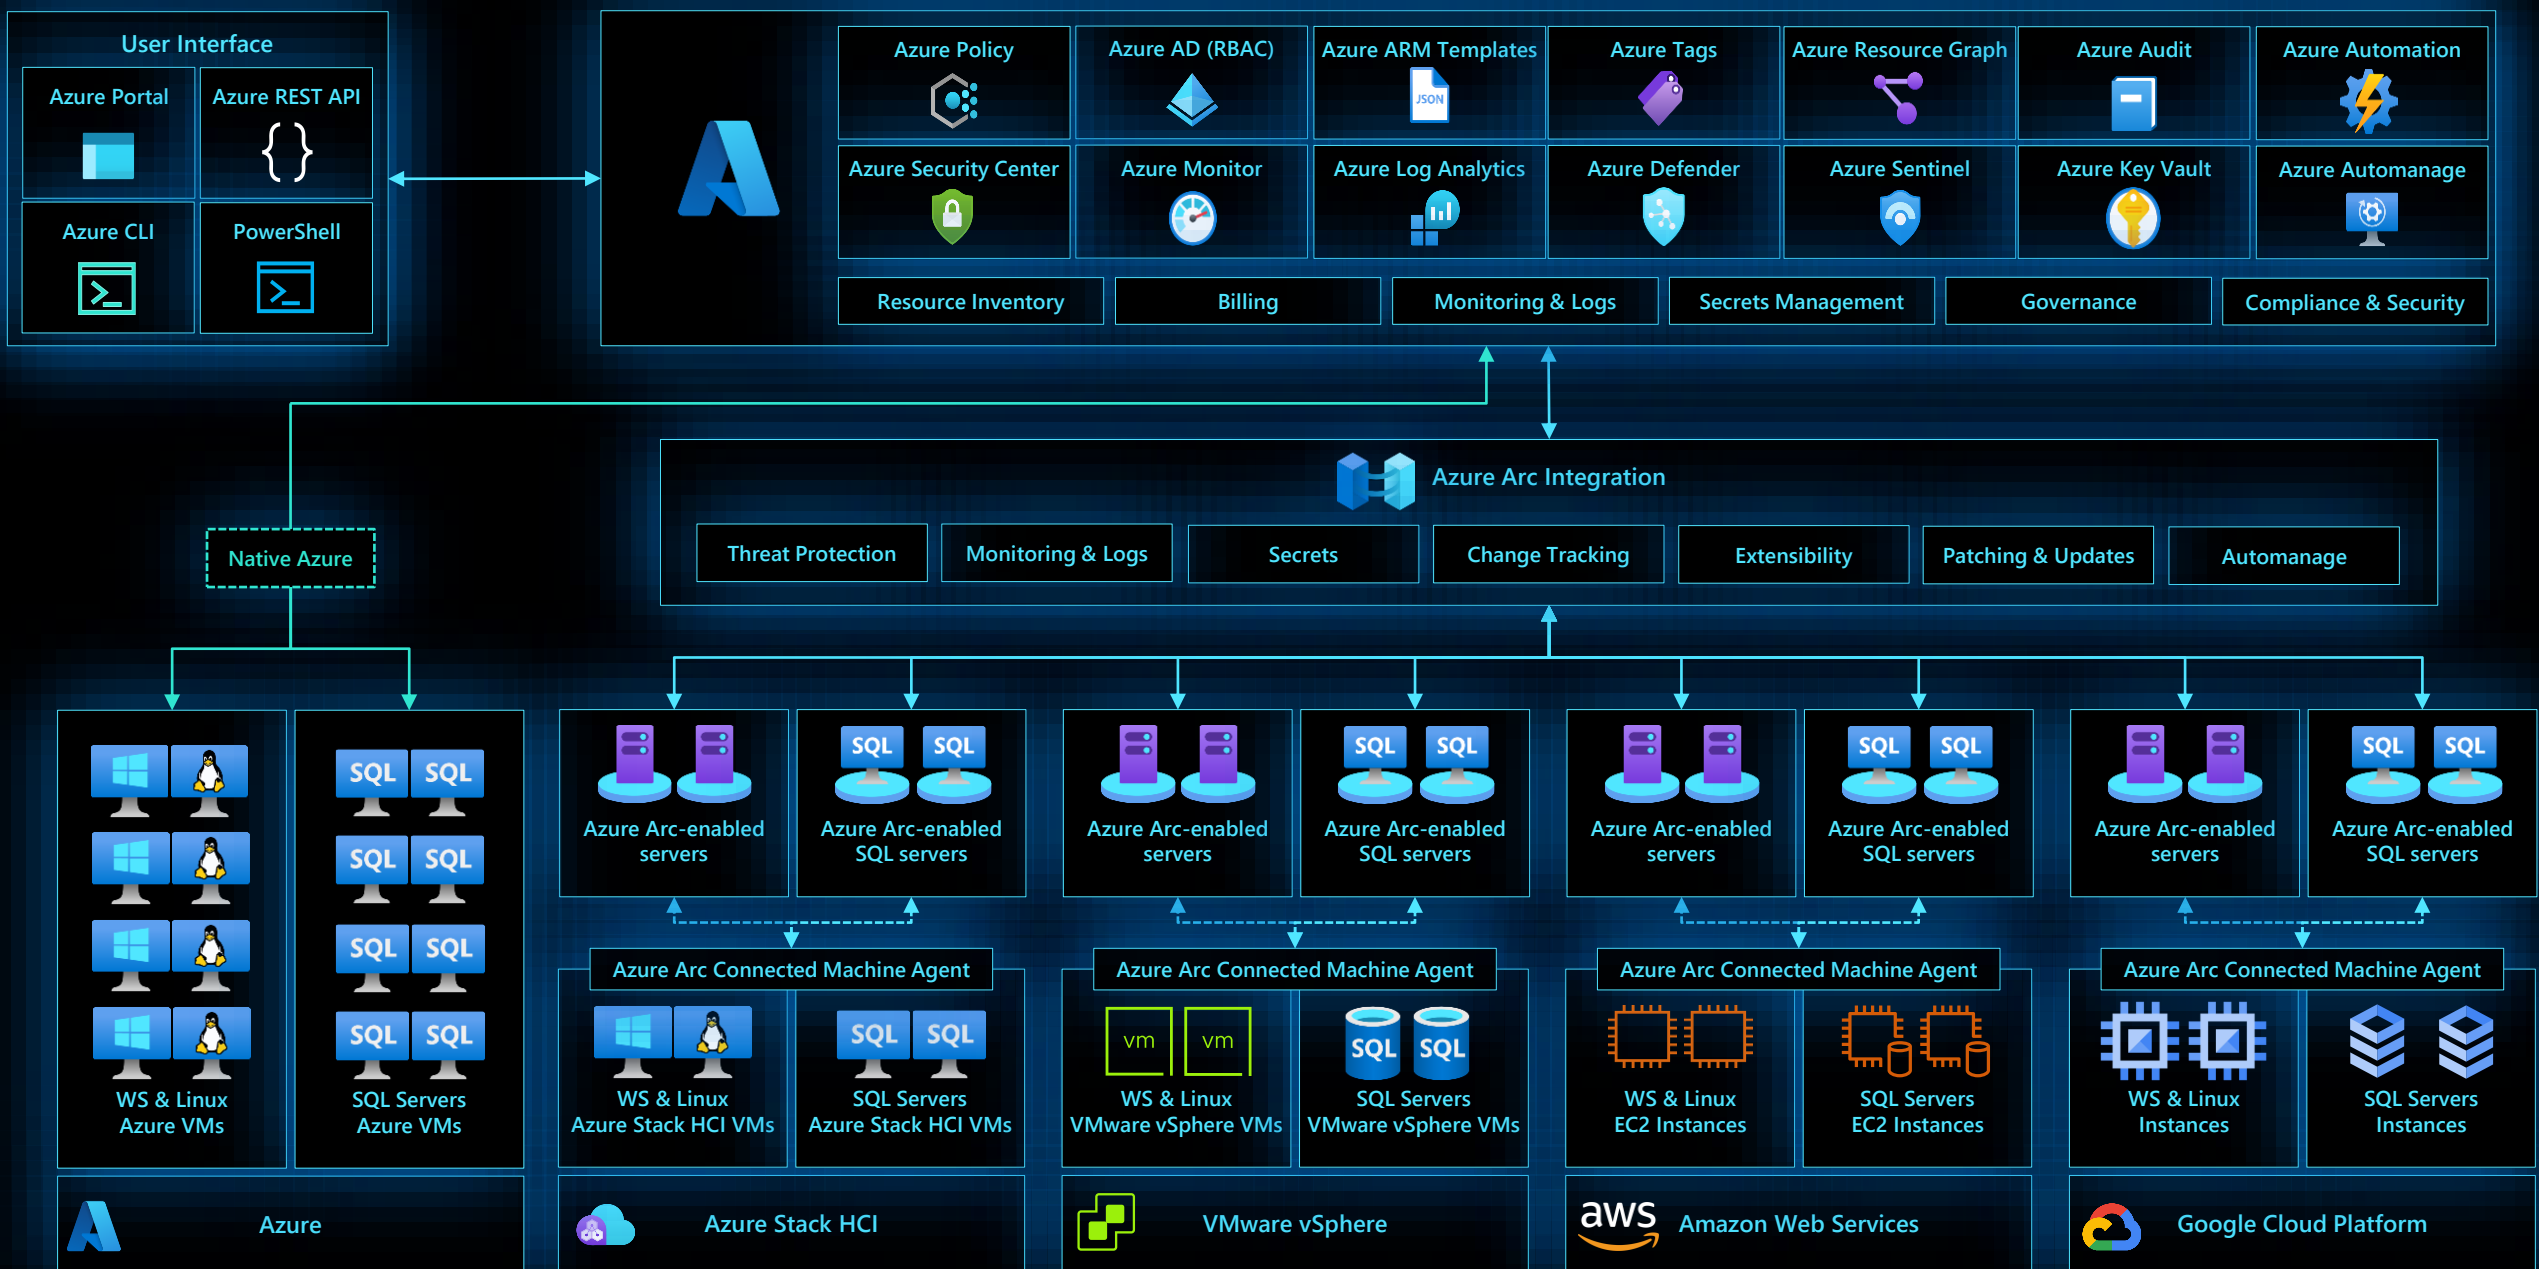 User Interface
Azure Portal
Azure REST API
{ }
Azure CLI
PowerShell
Azure Policy
Azure AD (RBAC)
Azure ARM Templates
JSON
Azure Tags
Azure Resource Graph
Azure Audit
Azure Automation
Azure Security Center
Azure Monitor
Azure Log Analytics
Azure Defender
Azure Sentinel
Azure Key Vault
Azure Automanage
Resource Inventory
Billing
Monitoring & Logs
Secrets Management
Governance
Compliance & Security
Azure Arc Integration
Threat Protection
Monitoring & Logs
Secrets
Change Tracking
Extensibility
Patching & Updates
Automanage
Native Azure
SQL SQL
SQL SQL
SQL SQL
SQL SQL
WS & Linux
Azure VMs
SQL Servers
Azure VMs
Azure
Azure Arc-enabled
servers
SQL SQL
Azure Arc-enabled
SQL servers
Azure Arc Connected Machine Agent
WS & Linux
Azure Stack HCI VMs
SQL SQL
SQL Servers
Azure Stack HCI VMs
Azure Stack HCI
Azure Arc-enabled
servers
SQL SQL
Azure Arc-enabled
SQL servers
Azure Arc Connected Machine Agent
vm vm
WS & Linux
VMware vSphere VMs
SQL SQL
SQL Servers
VMware vSphere VMs
VMware vSphere
Azure Arc-enabled
servers
SQL SQL
Azure Arc-enabled
SQL servers
Azure Arc Connected Machine Agent
WS & Linux
EC2 Instances
SQL Servers
EC2 Instances
aws
Amazon Web Services
Azure Arc-enabled
servers
SQL SQL
Azure Arc-enabled
SQL servers
Azure Arc Connected Machine Agent
WS & Linux
Instances
SQL Servers
Instances
Google Cloud Platform